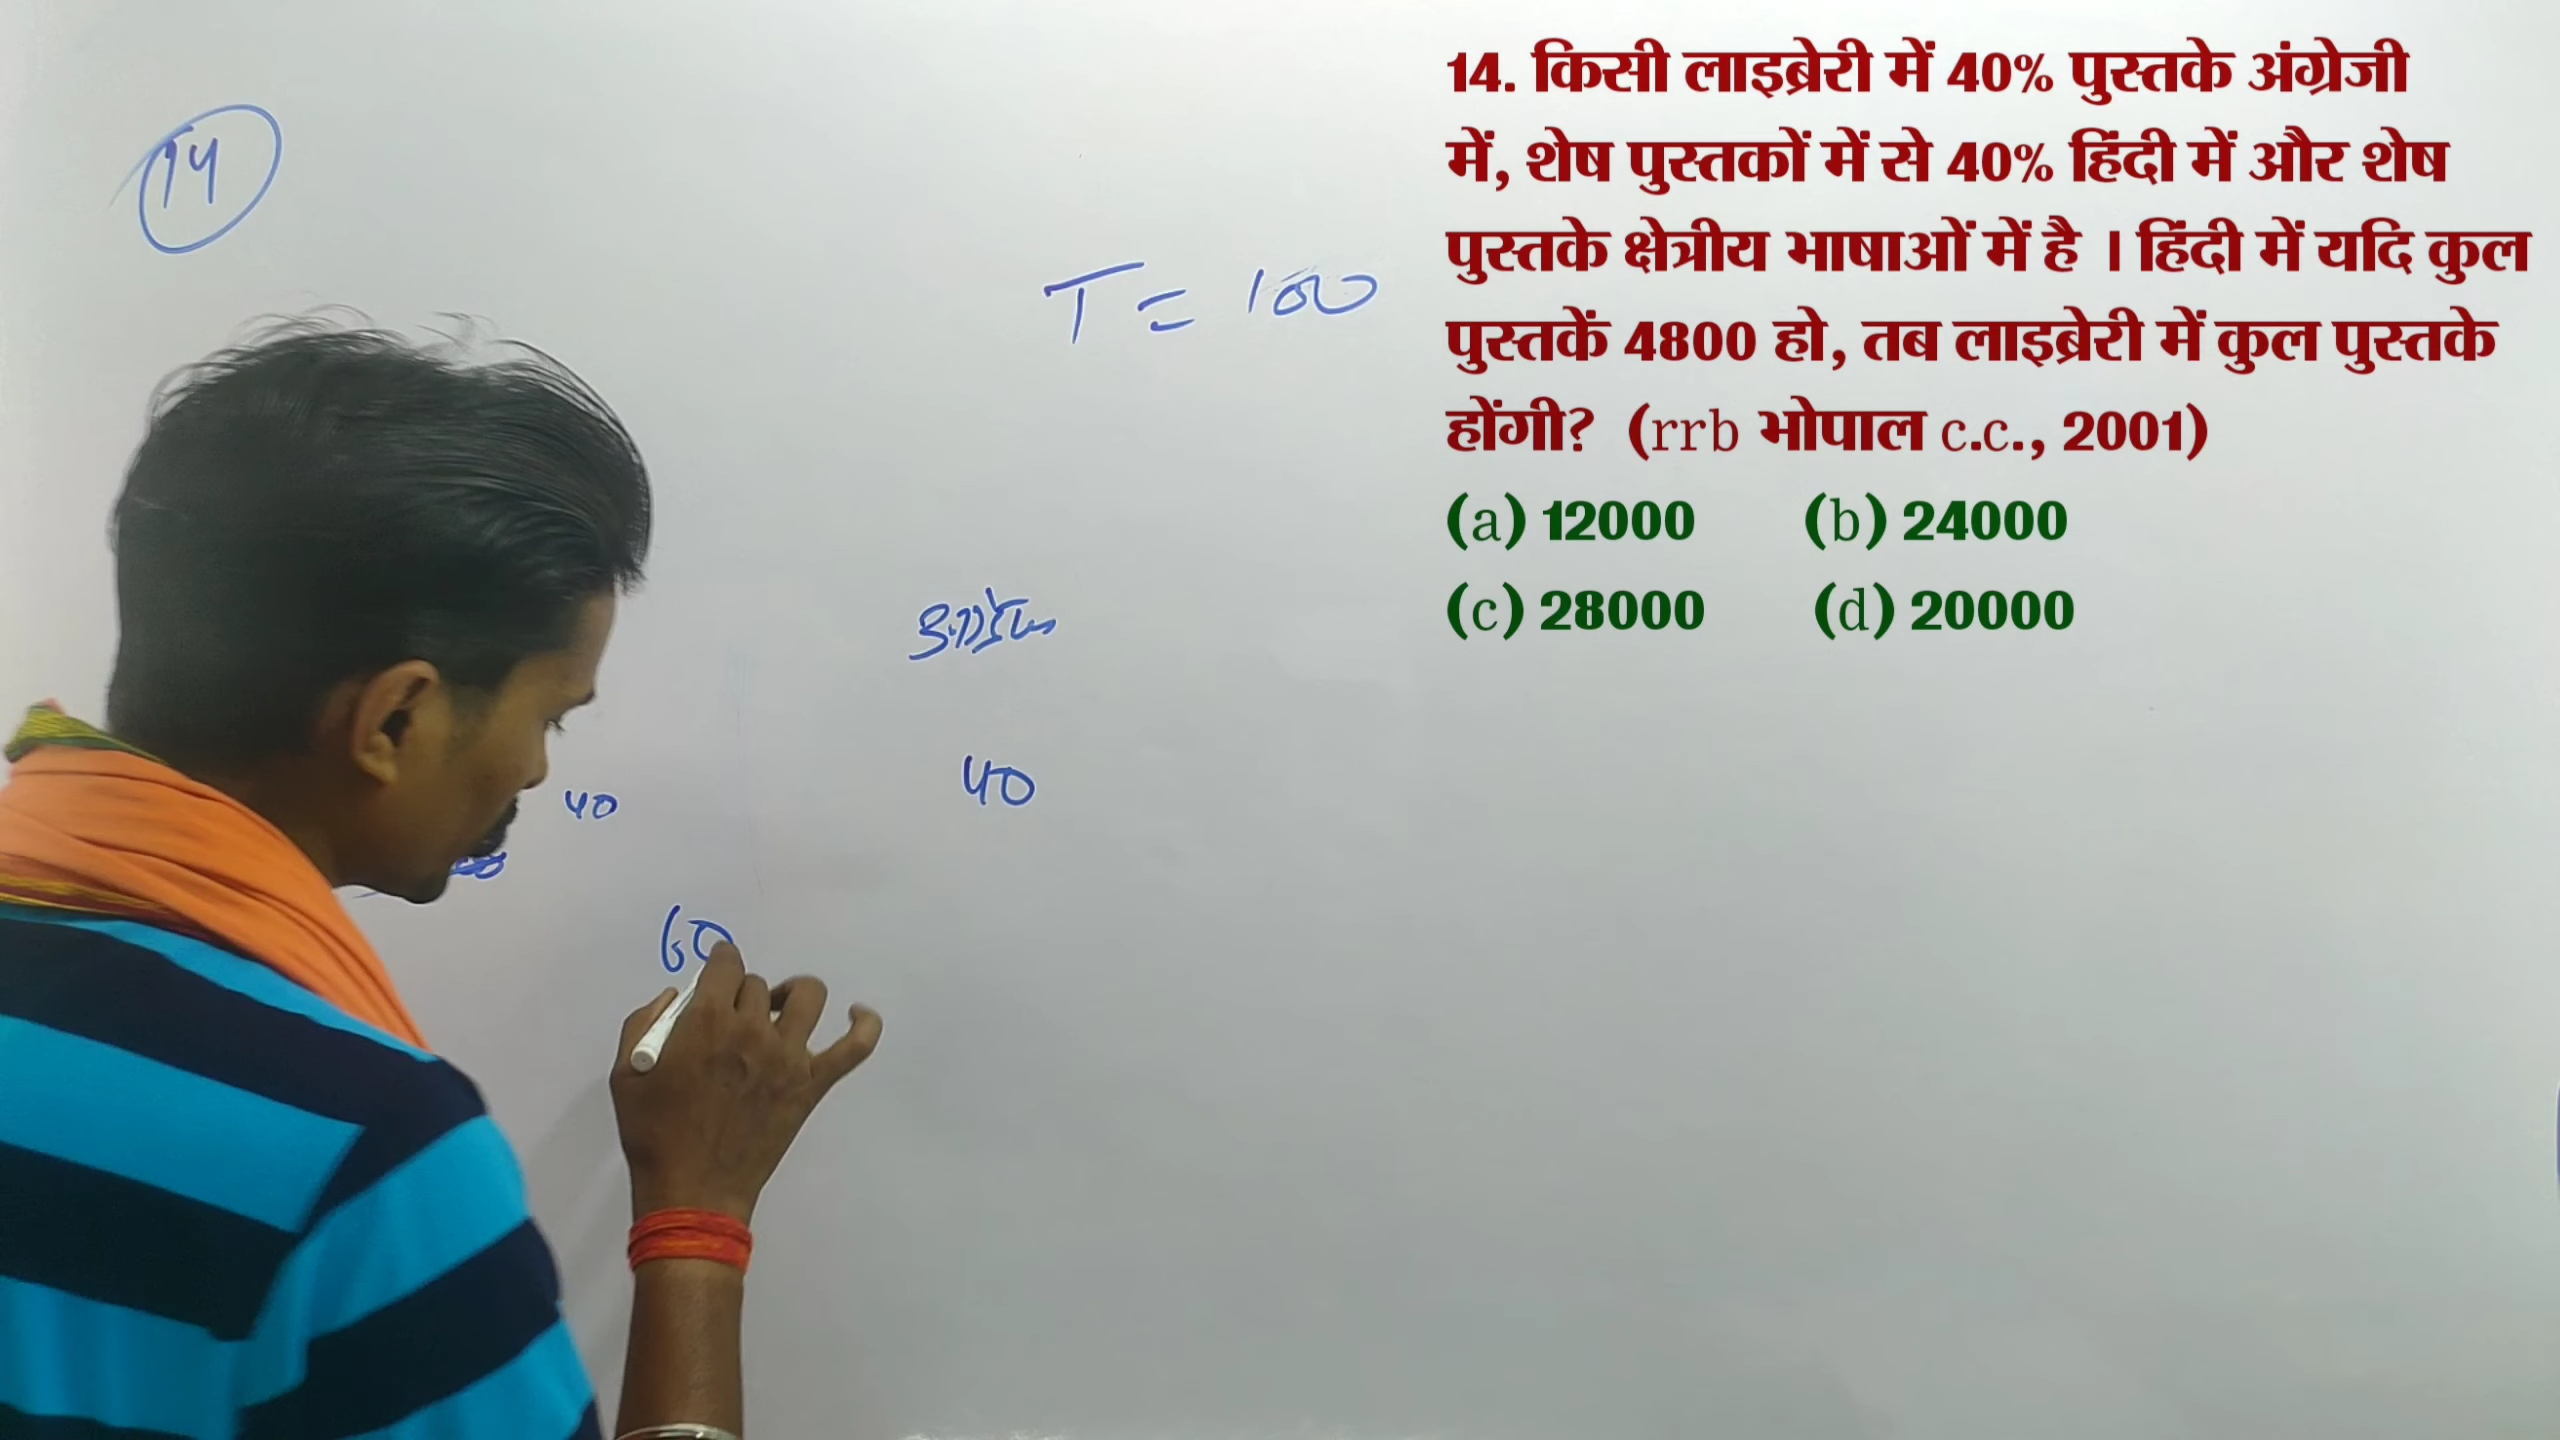 14. किसी लाइब्रेरी में 40% पुस्तके अंग्रेजी
में, शेष पुस्तकों में से 40% हिंदी में और शेष
पुस्तके क्षेत्रीय भाषाओं में है । हिंदी में यदि कुल
पुस्तकें 4800 हो, तब लाइब्रेरी में कुल पुस्तके
होंगी? (rrb भोपाल c.c., 2001)
(a) 12000 (b) 24000
(c) 28000 (d) 20000
14
T = 100
40
40
60